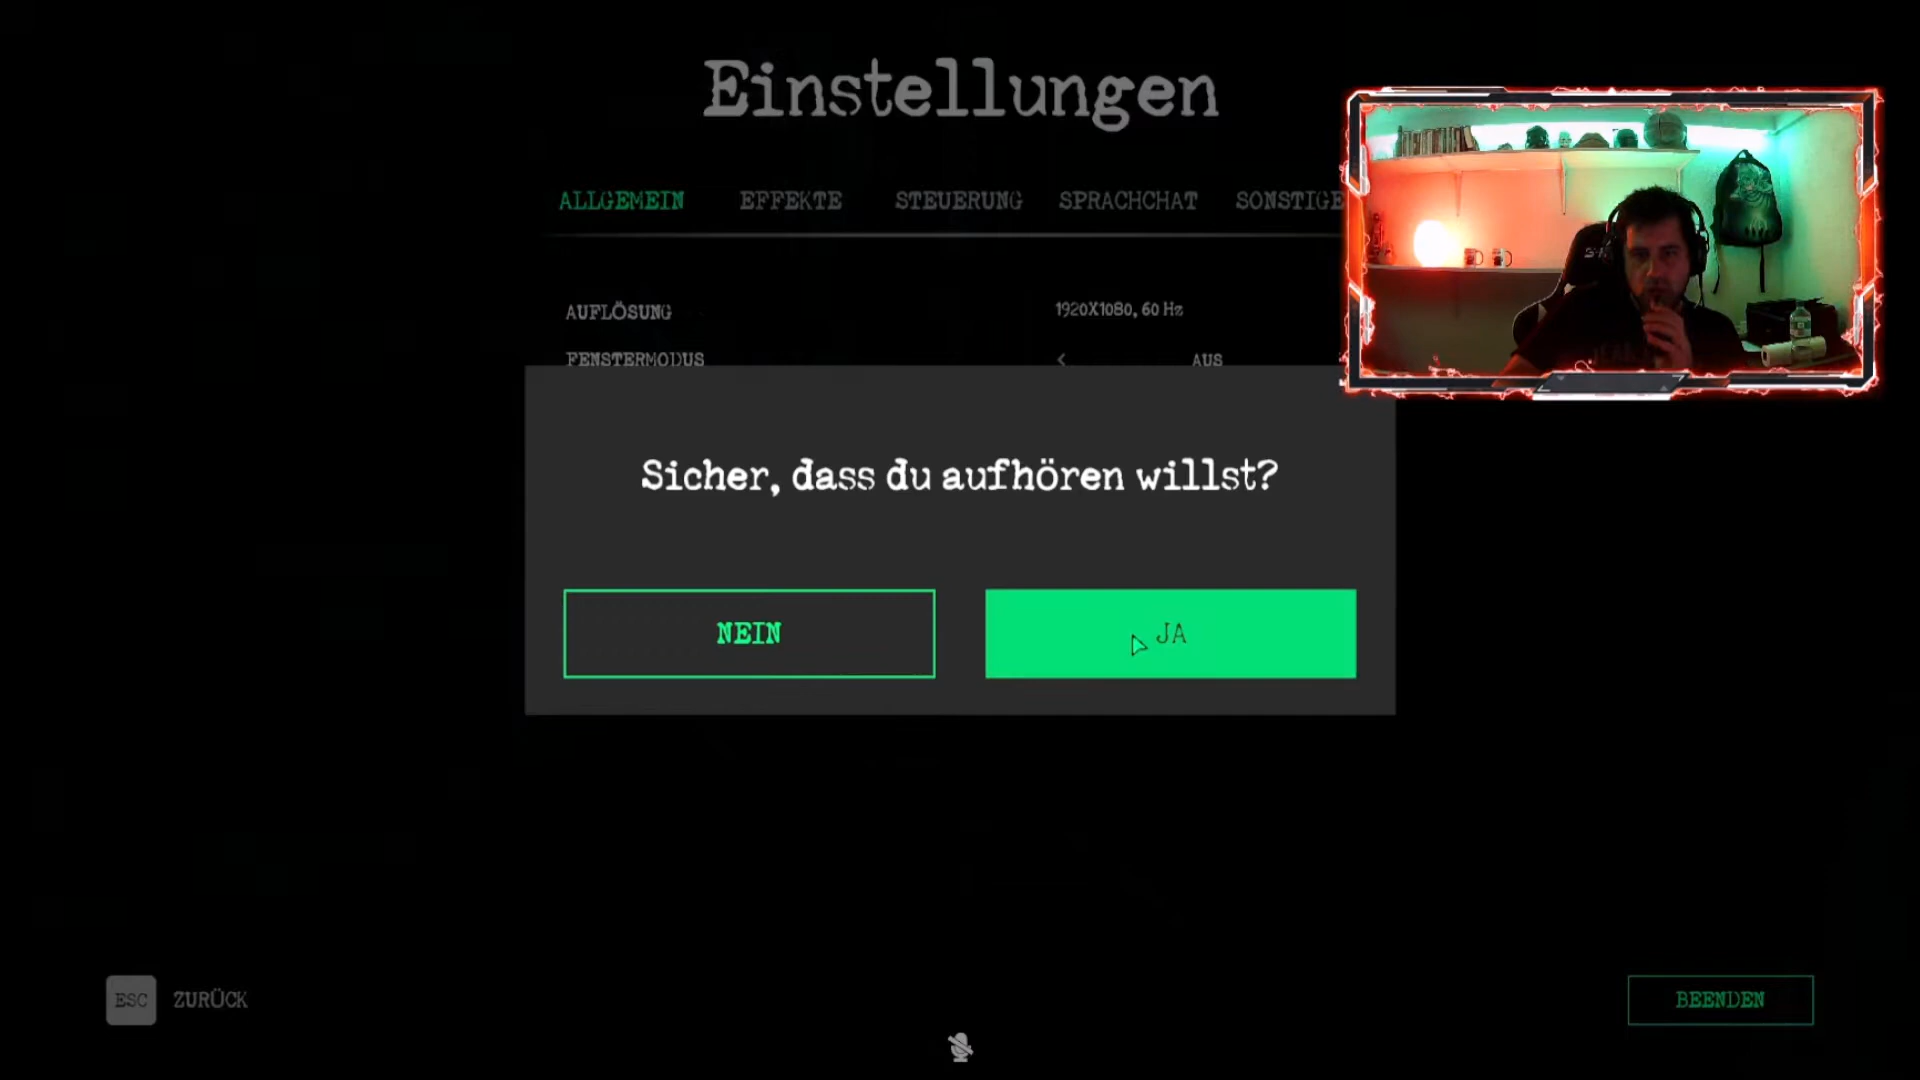 Einstellungen
ALLGEMEIN EFFEKTE STEUERUNG SPRACHCHAT SONSTIGE
AUFLÖSUNG 1920X1080, 60 Hz
FENSTERMODUS < AUS
Sicher, dass du aufhören willst?
NEIN JA
ESC ZURÜCK BEENDEN